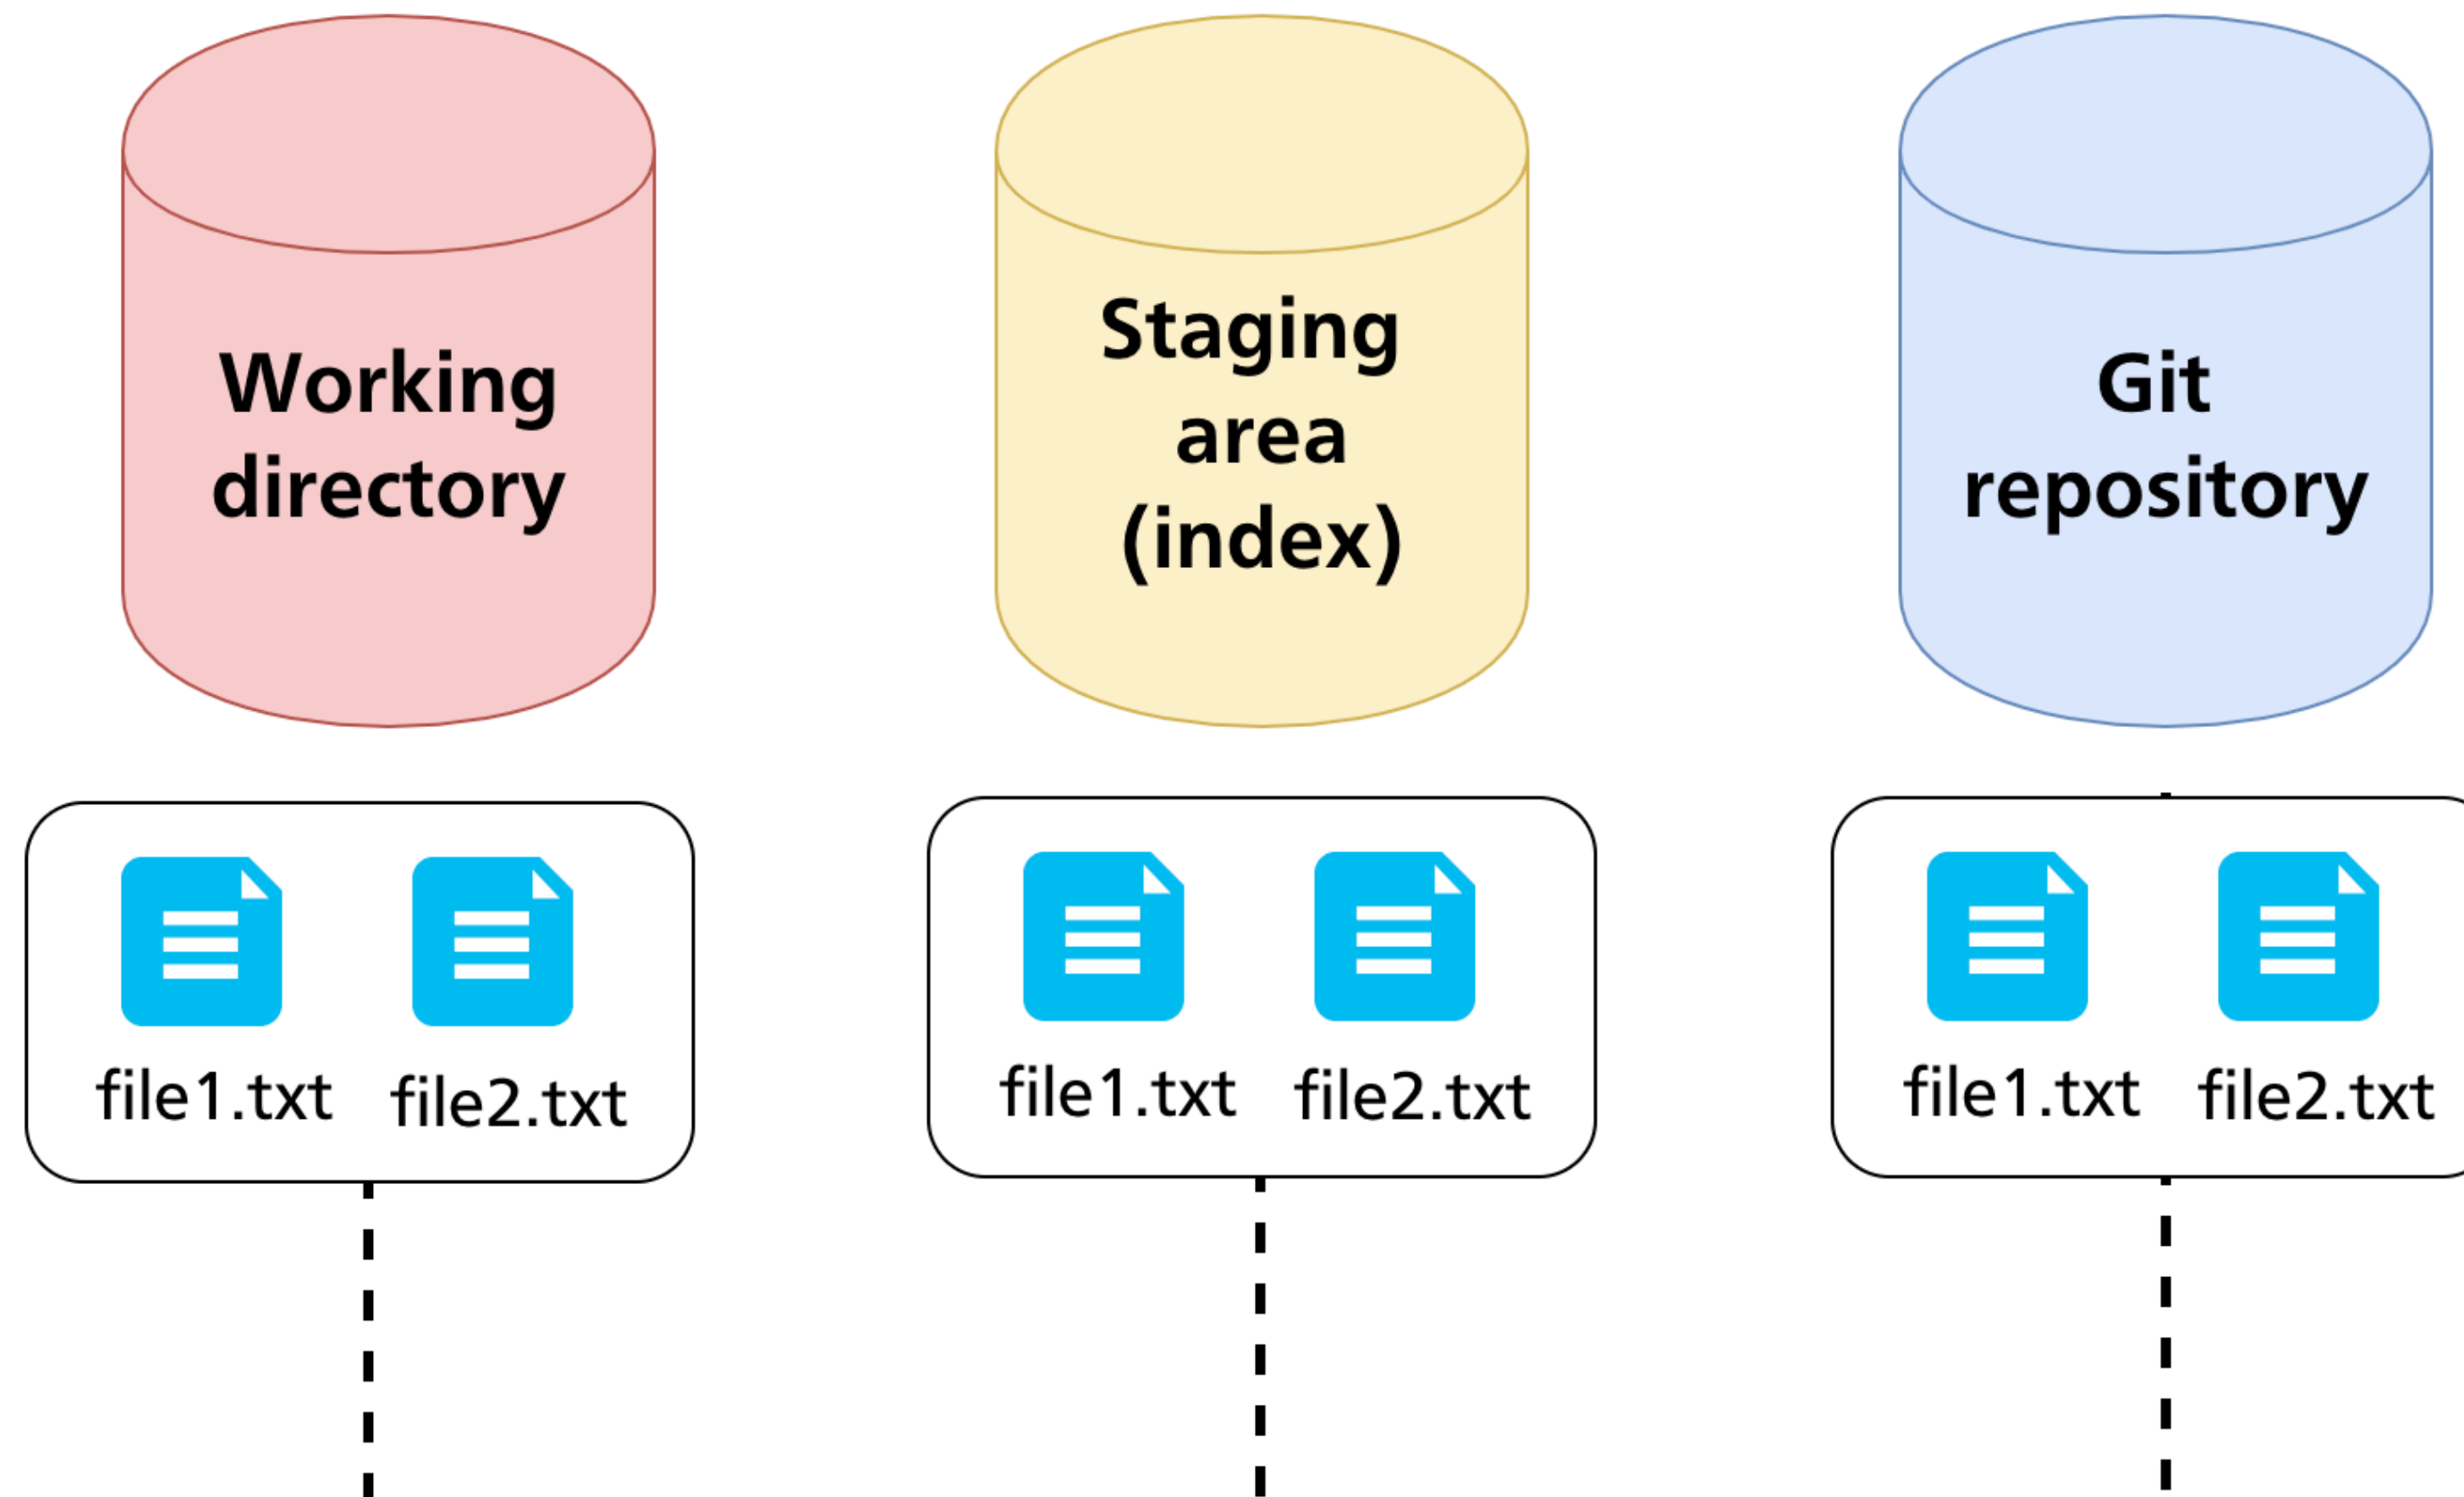 Working
directory
Staging
area
(index)
Git
repository
file1.txt
file2.txt
file1.txt
file2.txt
file1.txt
file2.txt